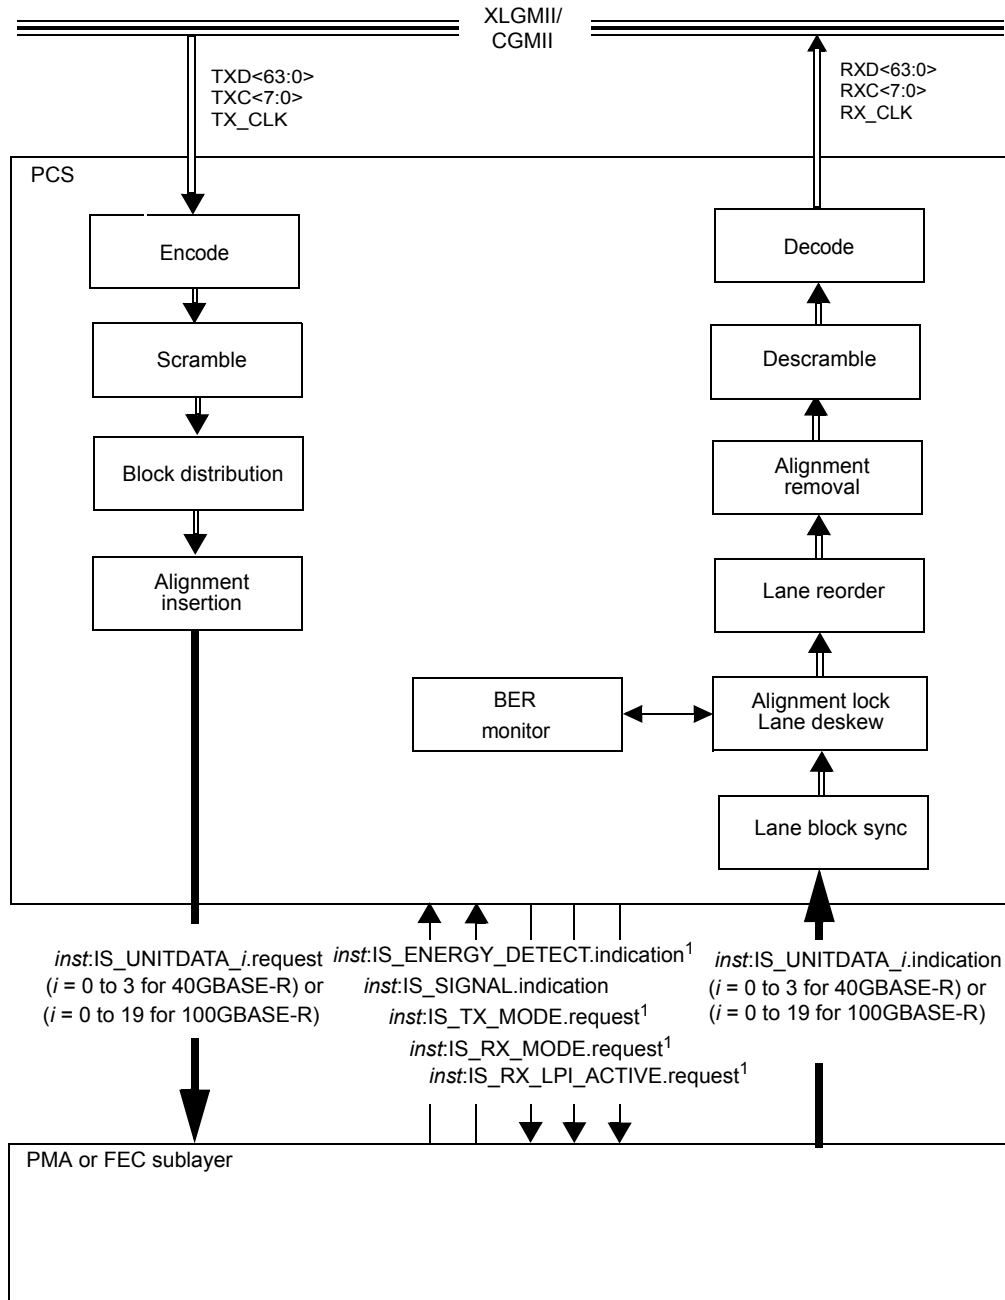 XLGMII/
CGMII
TXD<63:0>
TXC<7:0>
TX_CLK
RXD<63:0>
RXC<7:0>
RX_CLK
PCS
Encode
Scramble
Block distribution
Alignment
insertion
Decode
Descramble
Alignment
removal
Lane reorder
Alignment lock
Lane deskew
BER
monitor
Lane block sync
inst:IS_UNITDATA_i.request
(i = 0 to 3 for 40GBASE-R) or
(i = 0 to 19 for 100GBASE-R)
inst:IS_ENERGY_DETECT.indication¹
inst:IS_SIGNAL.indication
inst:IS_TX_MODE.request¹
inst:IS_RX_MODE.request¹
inst:IS_RX_LPI_ACTIVE.request¹
inst:IS_UNITDATA_i.indication
(i = 0 to 3 for 40GBASE-R) or
(i = 0 to 19 for 100GBASE-R)
PMA or FEC sublayer